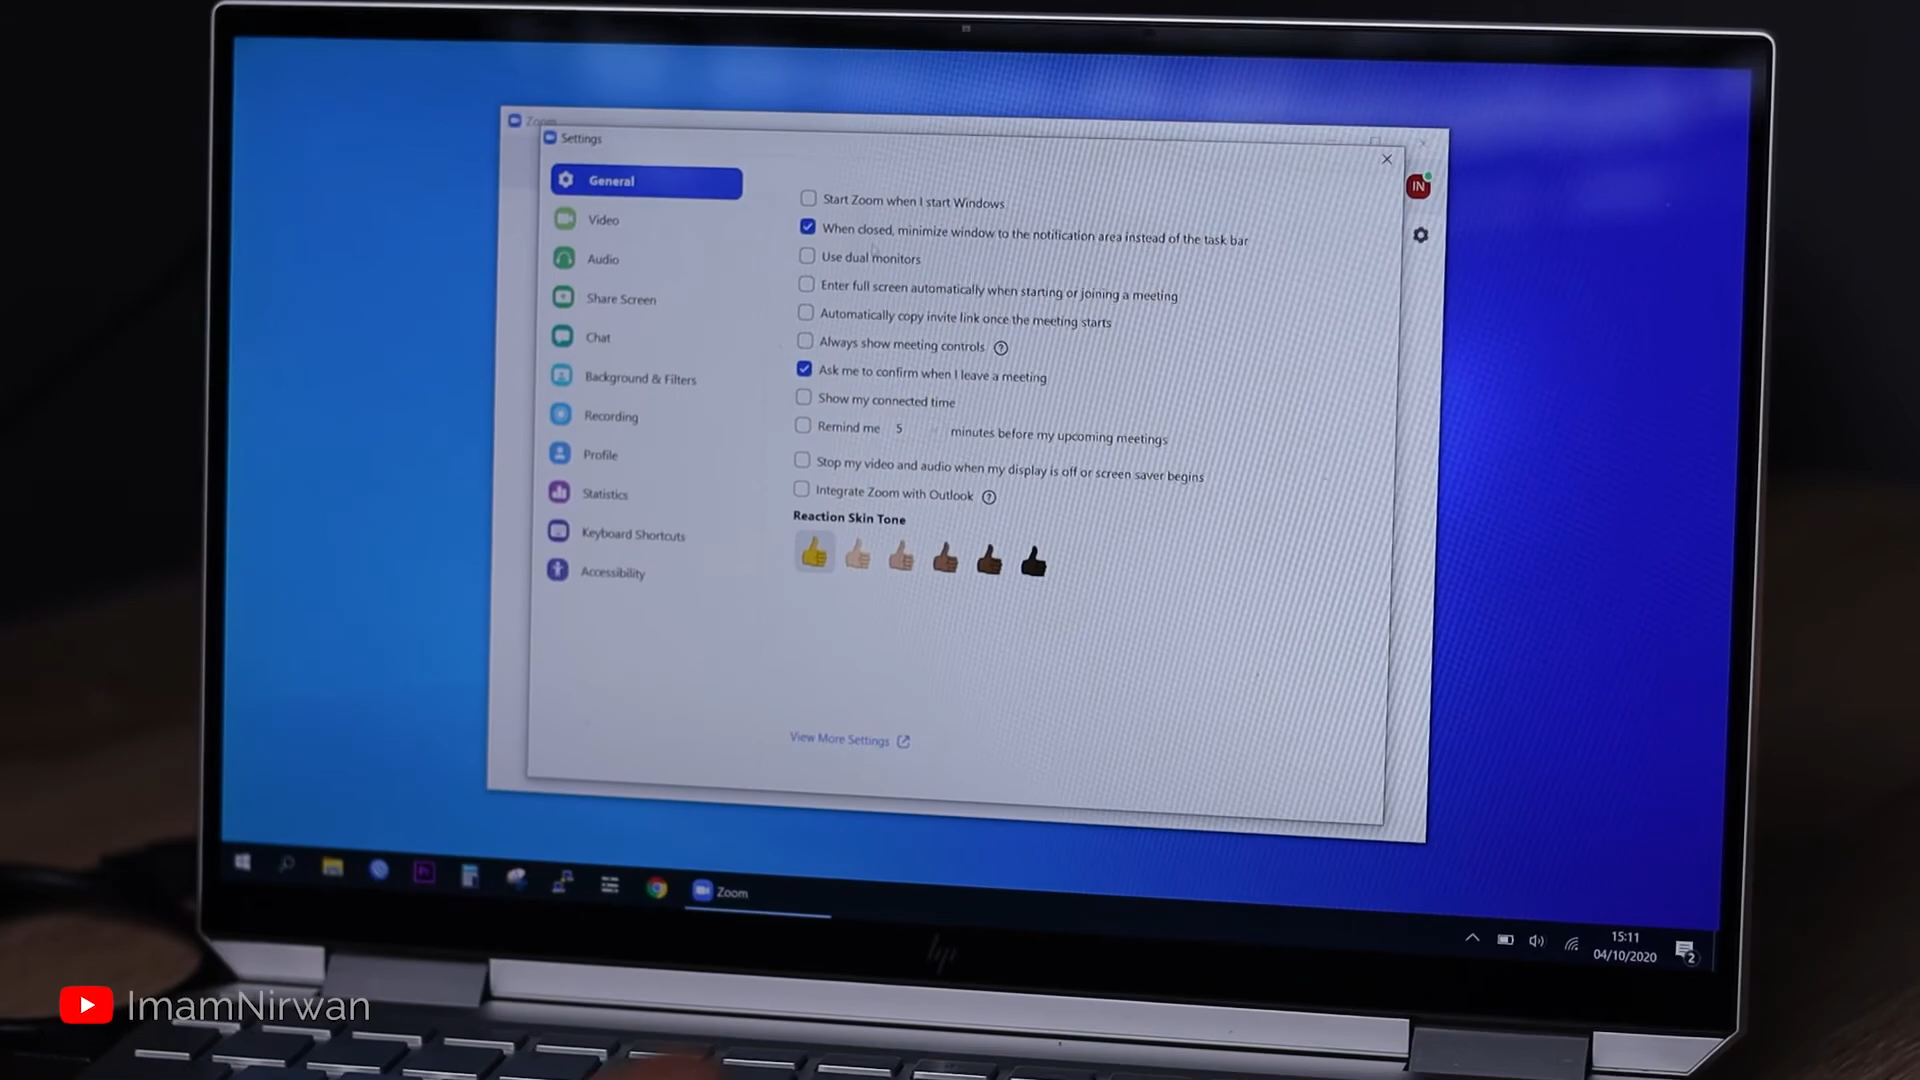 Zoom
Settings
General
Video
Audio
Share Screen
Chat
Background & Filters
Recording
Profile
Statistics
Keyboard Shortcuts
Accessibility
Start Zoom when I start Windows
When closed, minimize window to the notification area instead of the task bar
Use dual monitors
Enter full screen automatically when starting or joining a meeting
Automatically copy invite link once the meeting starts
Always show meeting controls ?
Ask me to confirm when I leave a meeting
Show my connected time
Remind me 5 minutes before my upcoming meetings
Stop my video and audio when my display is off or screen saver begins
Integrate Zoom with Outlook ?
Reaction Skin Tone
View More Settings
IN
Pr
Zoom
15:11
04/10/2020
2
hp
ImamNirwan